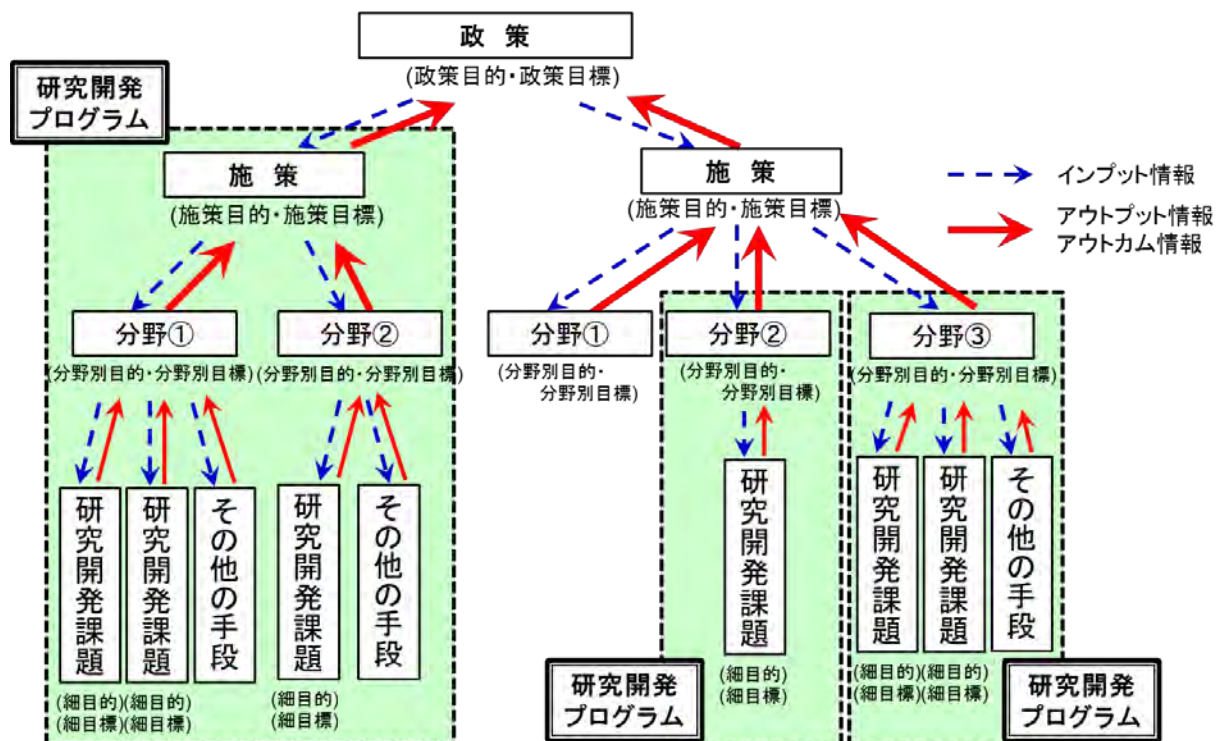 政 策
(政策目的・政策目標)
研究開発
プログラム
施 策
(施策目的・施策目標)
施 策
(施策目的・施策目標)
インプット情報
アウトプット情報
アウトカム情報
分野①
(分野別目的・分野別目標)
分野②
(分野別目的・分野別目標)
分野①
(分野別目的・
分野別目標)
分野②
(分野別目的・
分野別目標)
分野③
(分野別目的・分野別目標)
研究開発課題
研究開発課題
その他の手段
研究開発課題
その他の手段
研究開発課題
研究開発課題
研究開発課題
その他の手段
(細目的)(細目的)
(細目標)(細目標)
(細目的)
(細目標)
(細目的)
(細目標)
(細目的)(細目的)
(細目標)(細目標)
研究開発
プログラム
研究開発
プログラム